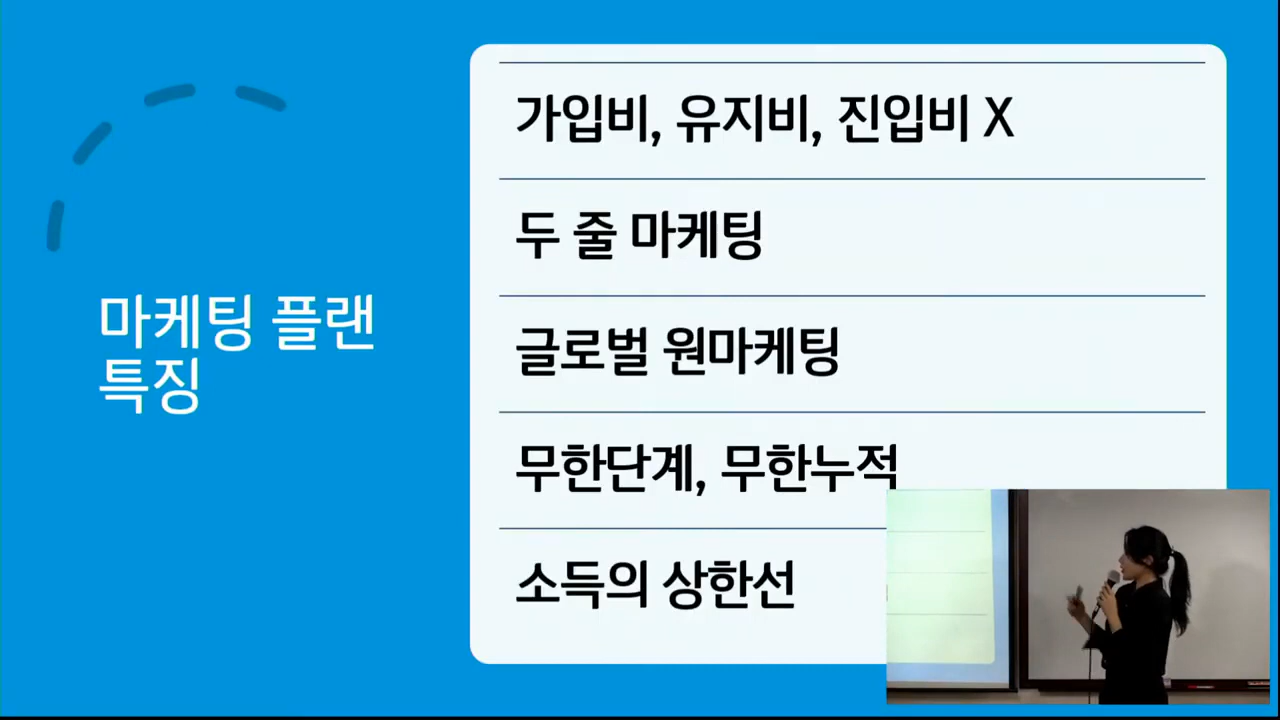 마케팅 플랜
특징
가입비, 유지비, 진입비 X
두 줄 마케팅
글로벌 원마케팅
무한단계, 무한누적
소득의 상한선